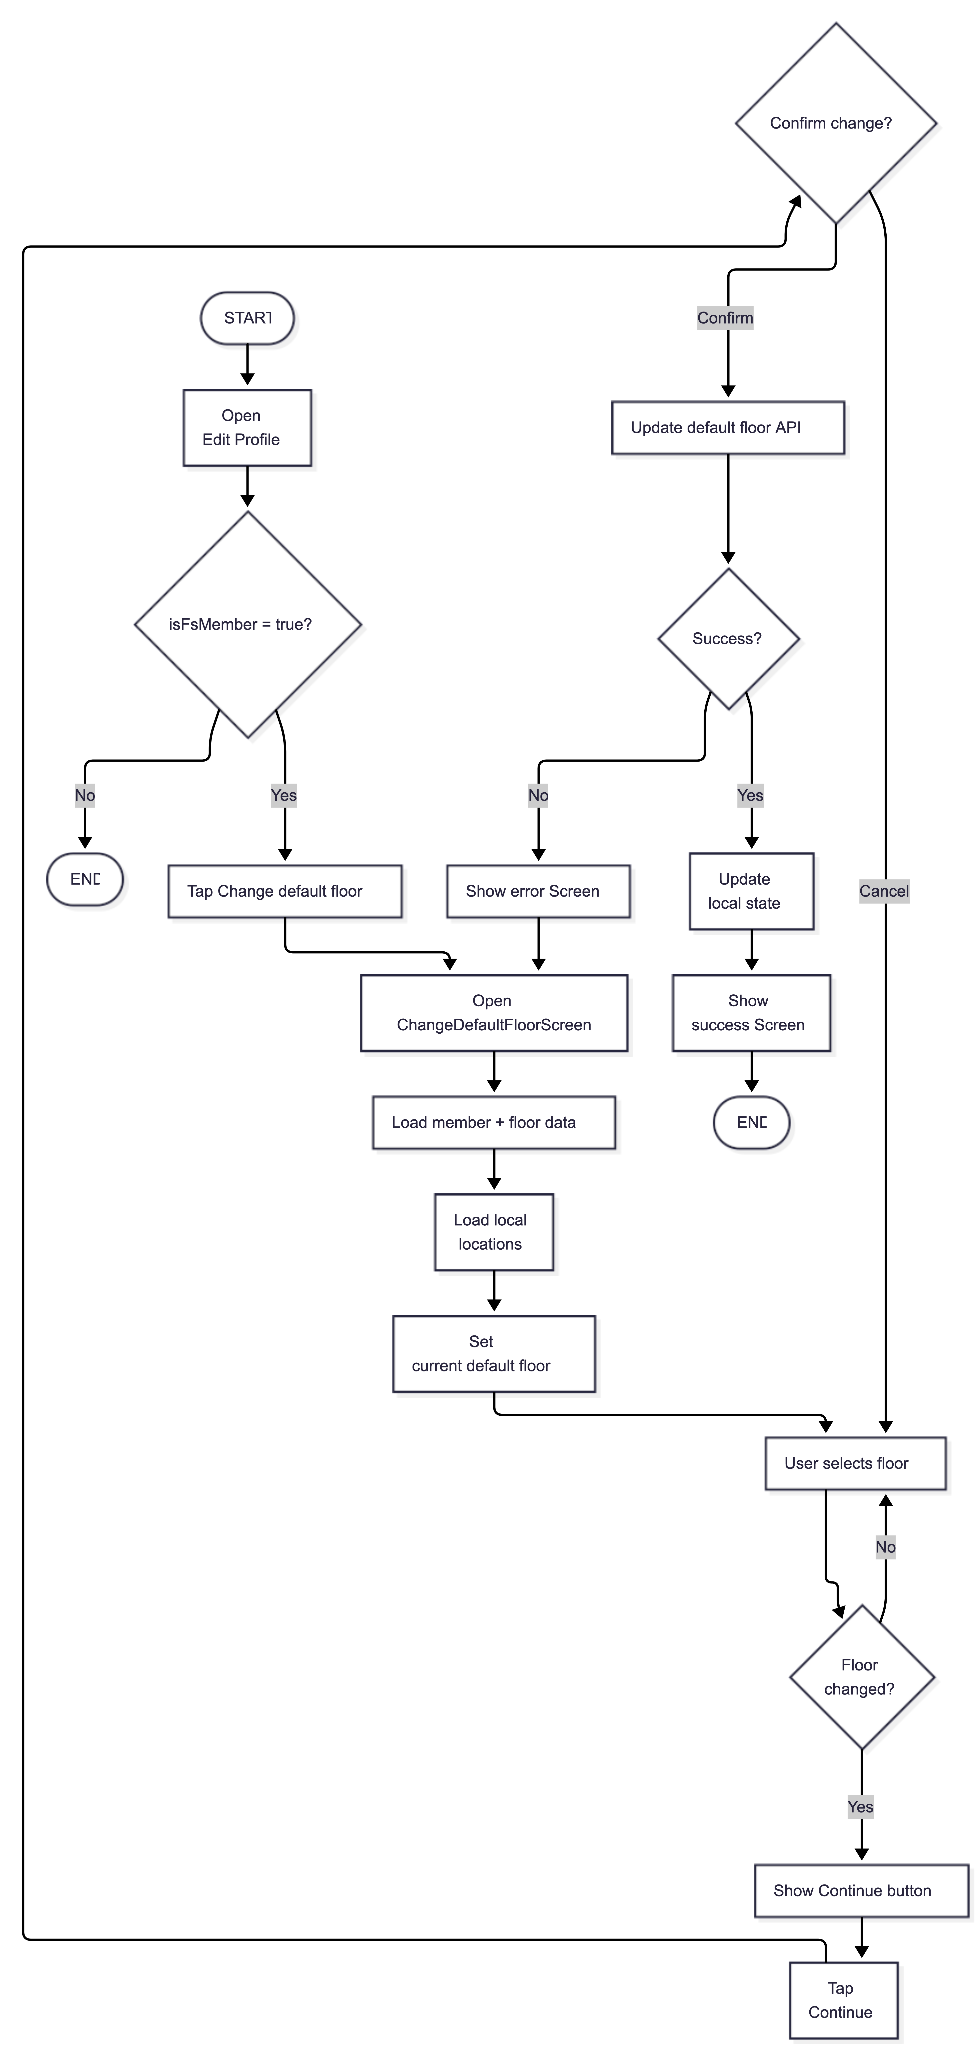 Confirm change?
START
Confirm
Open
Edit Profile
Update default floor API
isFsMember = true?
Success?
No
Yes
No
Yes
END
Tap Change default floor
Show error Screen
Update
local state
Cancel
Open
ChangeDefaultFloorScreen
Show
success Screen
Load member + floor data
END
Load local
locations
Set
current default floor
User selects floor
No
Floor
changed?
Yes
Show Continue button
Tap
Continue